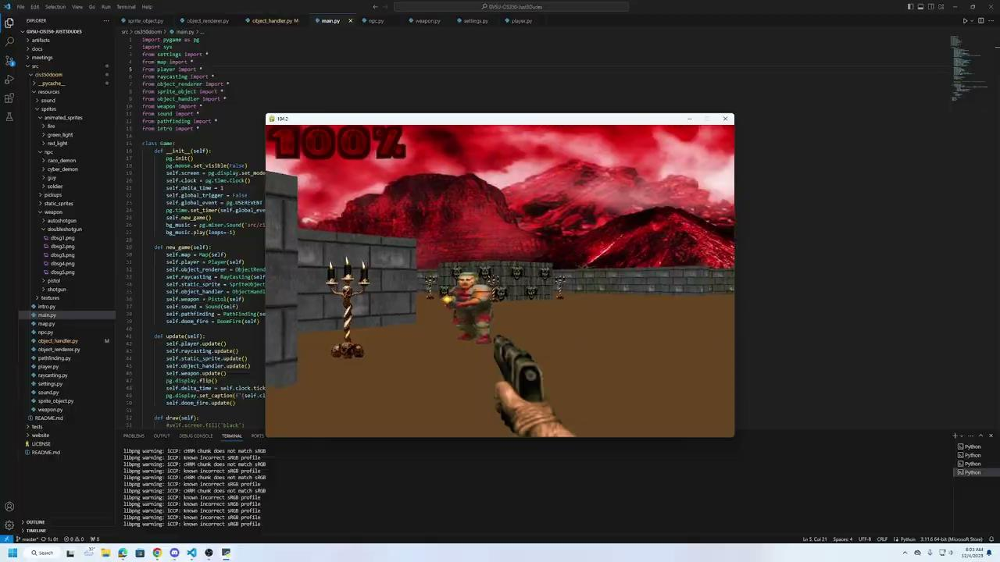 File Edit Selection View Go Run Terminal Help
GVSU-CIS350-Just3Dudes
EXPLORER
GVSU-CIS350-JUST3DUDES
artifacts
docs
meetings
src
cis350doom
__pycache__
resources
sound
sprites
animated_sprites
fire
green_light
red_light
npc
caco_demon
cyber_demon
guy
soldier
pickups
static_sprites
weapon
autoshotgun
doubleshotgun
dbsg1.png
dbsg2.png
dbsg3.png
dbsg4.png
dbsg5.png
pistol
shotgun
textures
intro.py
main.py
map.py
npc.py
object_handler.py M
object_renderer.py
pathfinding.py
player.py
raycasting.py
settings.py
sound.py
sprite_object.py
weapon.py
README.md
tests
website
LICENSE
README.md
OUTLINE
TIMELINE
sprite_object.py object_renderer.py object_handler.py M main.py npc.py weapon.py settings.py player.py
src > cis350doom > main.py > ...
1 import pygame as pg
2 import sys
3 from settings import *
4 from map import *
5 from player import *
6 from raycasting import *
7 from object_renderer import *
8 from sprite_object import *
9 from object_handler import *
10 from weapon import *
11 from sound import *
12 from pathfinding import *
13 from intro import *
14
15 class Game:
16 def __init__(self):
17 pg.init()
18 pg.mouse.set_visible(False)
19 self.screen = pg.display.set_mode
20 self.clock = pg.time.Clock()
21 self.delta_time = 1
22 self.global_trigger = False
23 self.global_event = pg.USEREVENT
24 pg.time.set_timer(self.global_eve
25 self.new_game()
26 bg_music = pg.mixer.Sound('src/ci
27 bg_music.play(loops=-1)
28
29 def new_game(self):
30 self.map = Map(self)
31 self.player = Player(self)
32 self.object_renderer = ObjectRend
33 self.raycasting = RayCasting(self
34 self.static_sprite = SpriteObject
35 self.object_handler = ObjectHandl
36 self.weapon = Pistol(self)
37 self.sound = Sound(self)
38 self.pathfinding = PathFinding(se
39 self.doom_fire = DoomFire(self)
40
41 def update(self):
42 self.player.update()
43 self.raycasting.update()
44 self.static_sprite.update()
45 self.object_handler.update()
46 self.weapon.update()
47 pg.display.flip()
48 self.delta_time = self.clock.tick
49 pg.display.set_caption(f'{self.cl
50 self.doom_fire.update()
51
52 def draw(self):
53 #self.screen.fill('black')
104.2
100%
PROBLEMS OUTPUT DEBUG CONSOLE TERMINAL PORTS
libpng warning: iCCP: cHRM chunk does not match sRGB
libpng warning: iCCP: known incorrect sRGB profile
libpng warning: iCCP: cHRM chunk does not match sRGB
libpng warning: iCCP: known incorrect sRGB profile
libpng warning: iCCP: cHRM chunk does not match sRGB
libpng warning: iCCP: known incorrect sRGB profile
libpng warning: iCCP: cHRM chunk does not match sRGB
libpng warning: iCCP: known incorrect sRGB profile
libpng warning: iCCP: known incorrect sRGB profile
libpng warning: iCCP: known incorrect sRGB profile
libpng warning: iCCP: known incorrect sRGB profile
libpng warning: iCCP: known incorrect sRGB profile
Python
Python
Python
Python
master* 0 0 0 Ln 5, Col 21 Spaces: 4 UTF-8 CRLF Python 3.11.6 64-bit (Microsoft Store)
Search
8:03 AM
12/4/2023